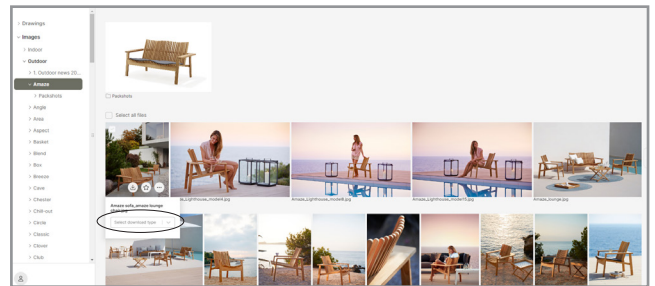 > Drawings
Images
> Indoor
Outdoor
> 1. Outdoor news 20...
Amaze
> Packshots
> Angle
> Area
> Aspect
> Basket
> Blend
> Box
> Breeze
> Cave
> Chester
> Chill-out
> Circle
> Classic
> Clover
> Club
Packshots
Select all files
Amaze_Lighthouse_model8.jpg
Amaze_Lighthouse_model10.jpg
Amaze_lounge.jpg
Amaze sofa_amaze lounge
Select download type